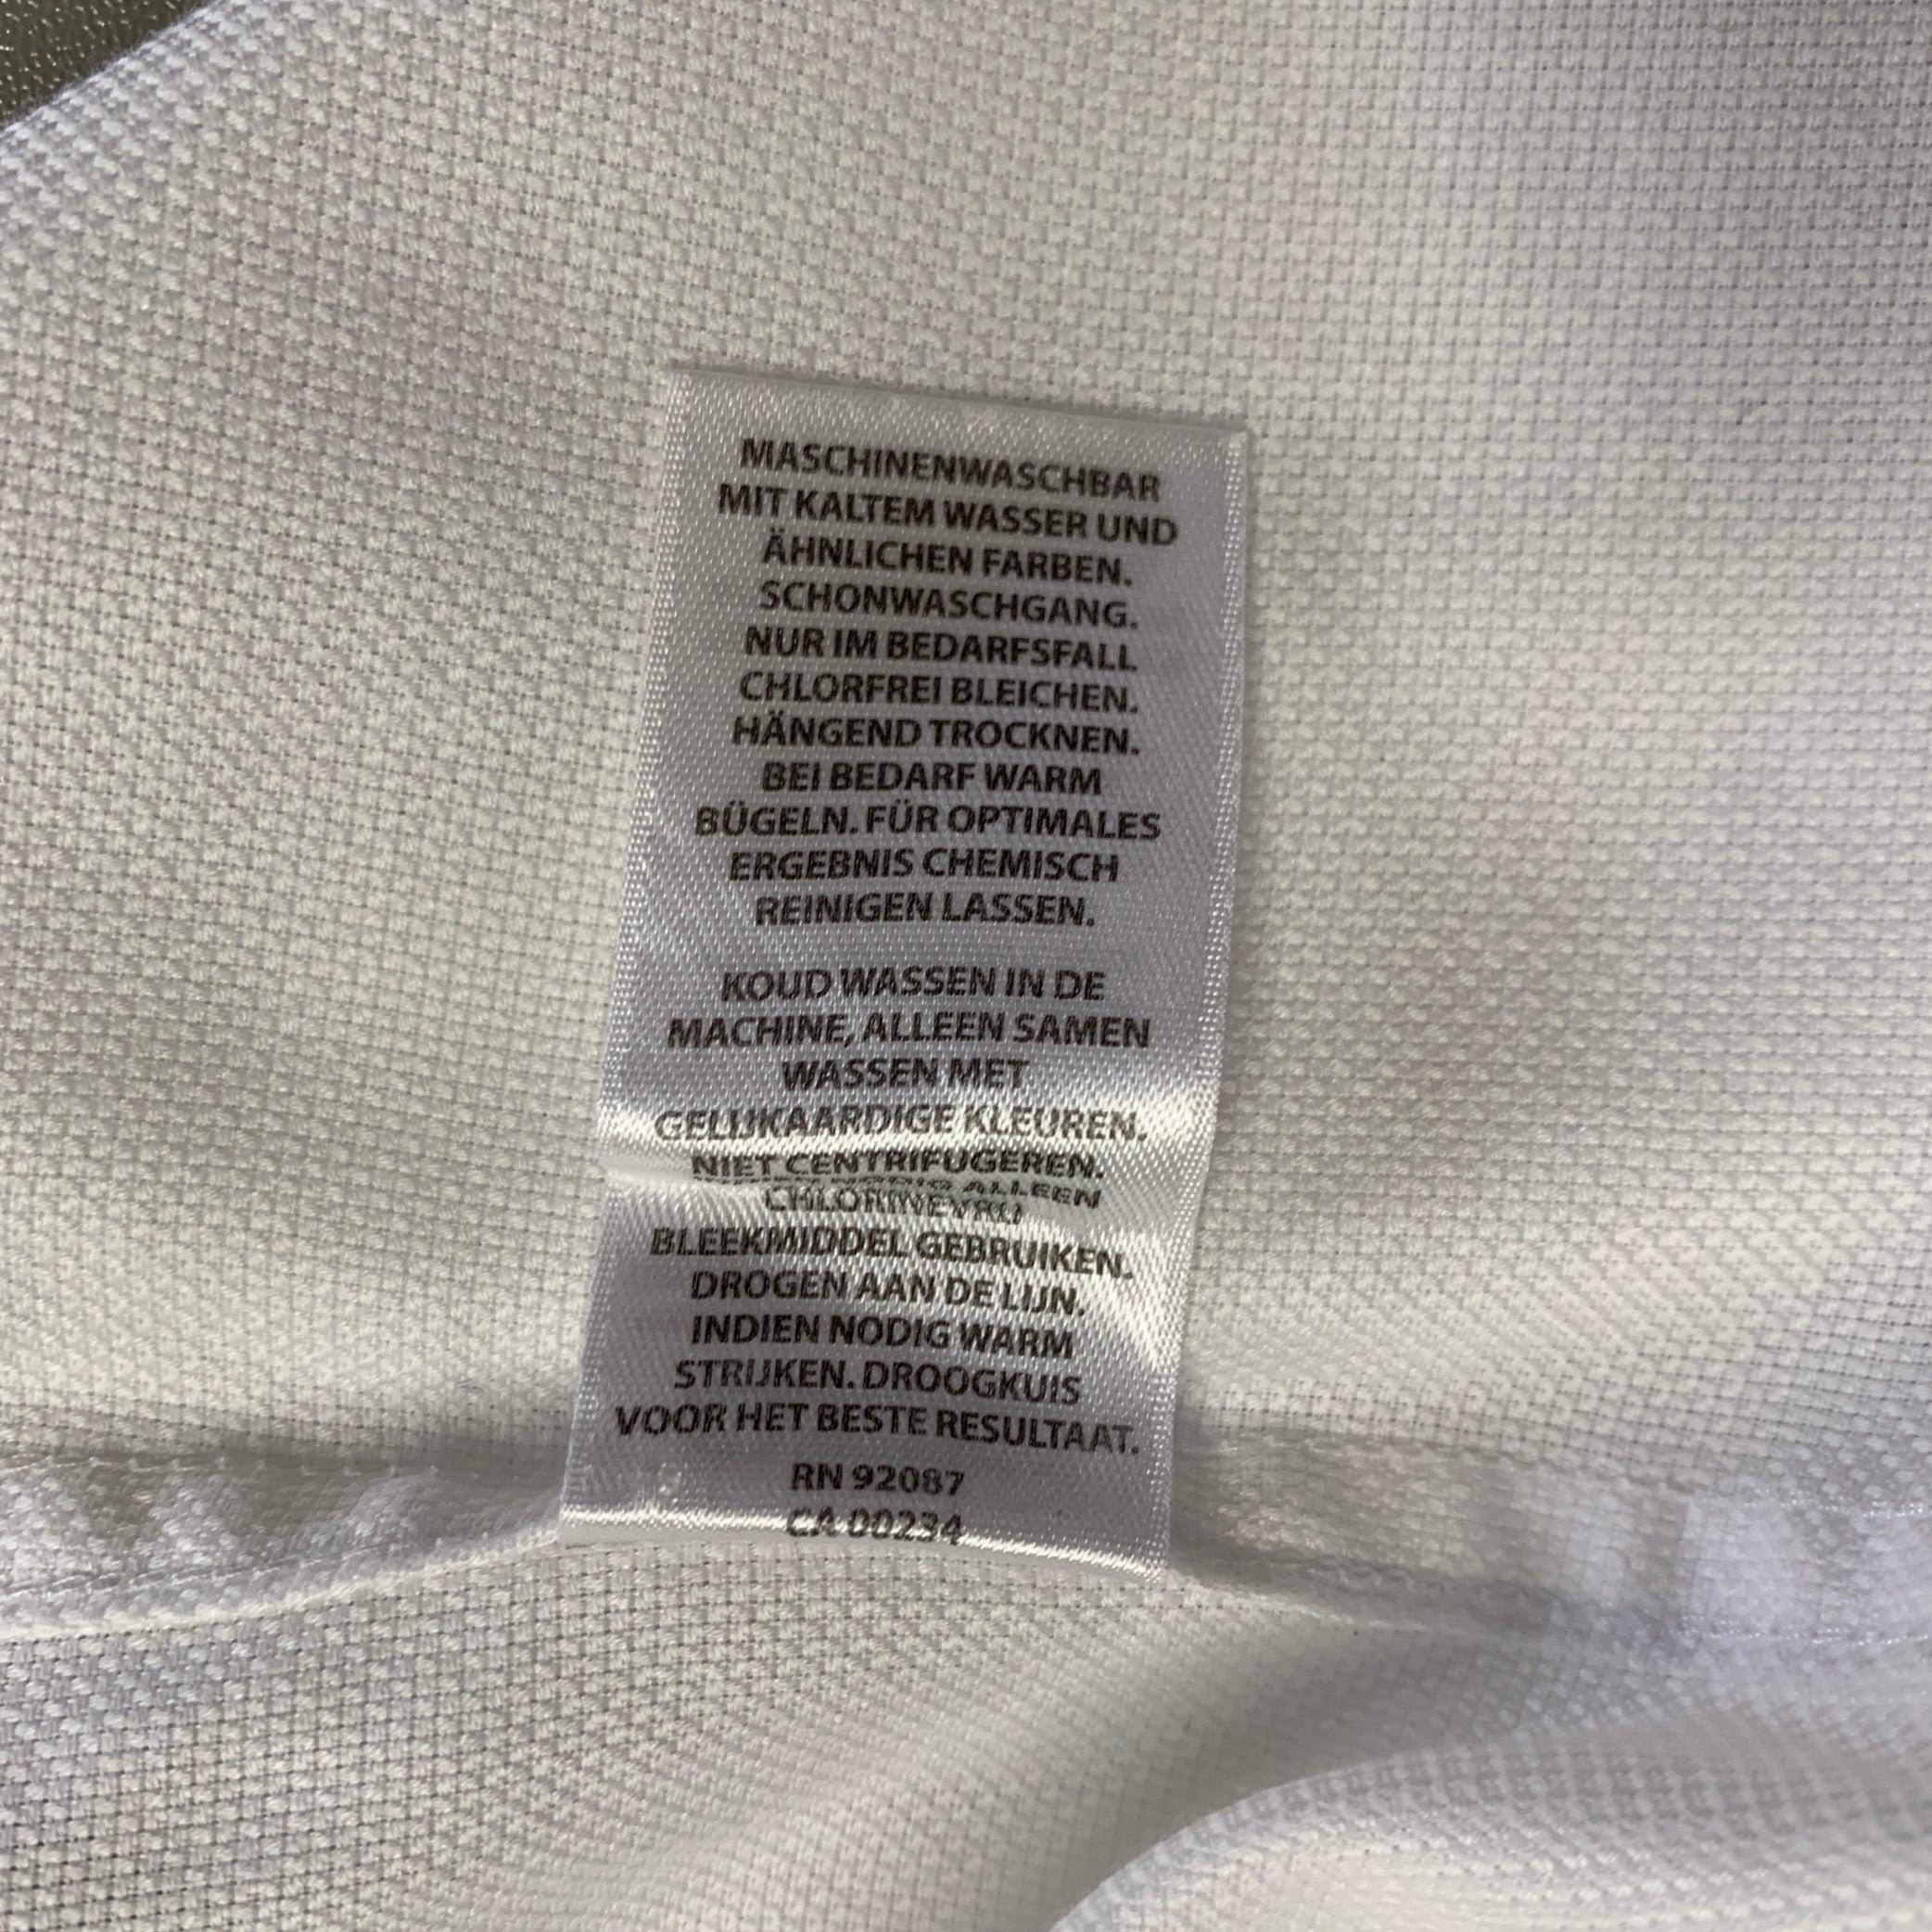 MASCHINENWASCHBAR
MIT KALTEM WASSER UND
ÄHNLICHEN FARBEN.
SCHONWASCHGANG.
NUR IM BEDARFSFALL
CHLORFREI BLEICHEN.
HÄNGEND TROCKNEN.
BEI BEDARF WARM
BÜGELN. FÜR OPTIMALES
ERGEBNIS CHEMISCH
REINIGEN LASSEN.
KOUD WASSEN IN DE
MACHINE, ALLEEN SAMEN
WASSEN MET
GELIJKAARDIGE KLEUREN.
NIET CENTRIFUGEREN.
NODIG ALLEEN
BLEEKMIDDEL GEBRUIKEN.
DROGEN AAN DE LIJN.
INDIEN NODIG WARM
STRIJKEN. DROOGKUIS
VOOR HET BESTE RESULTAAT.
RN 92087
CA 00234